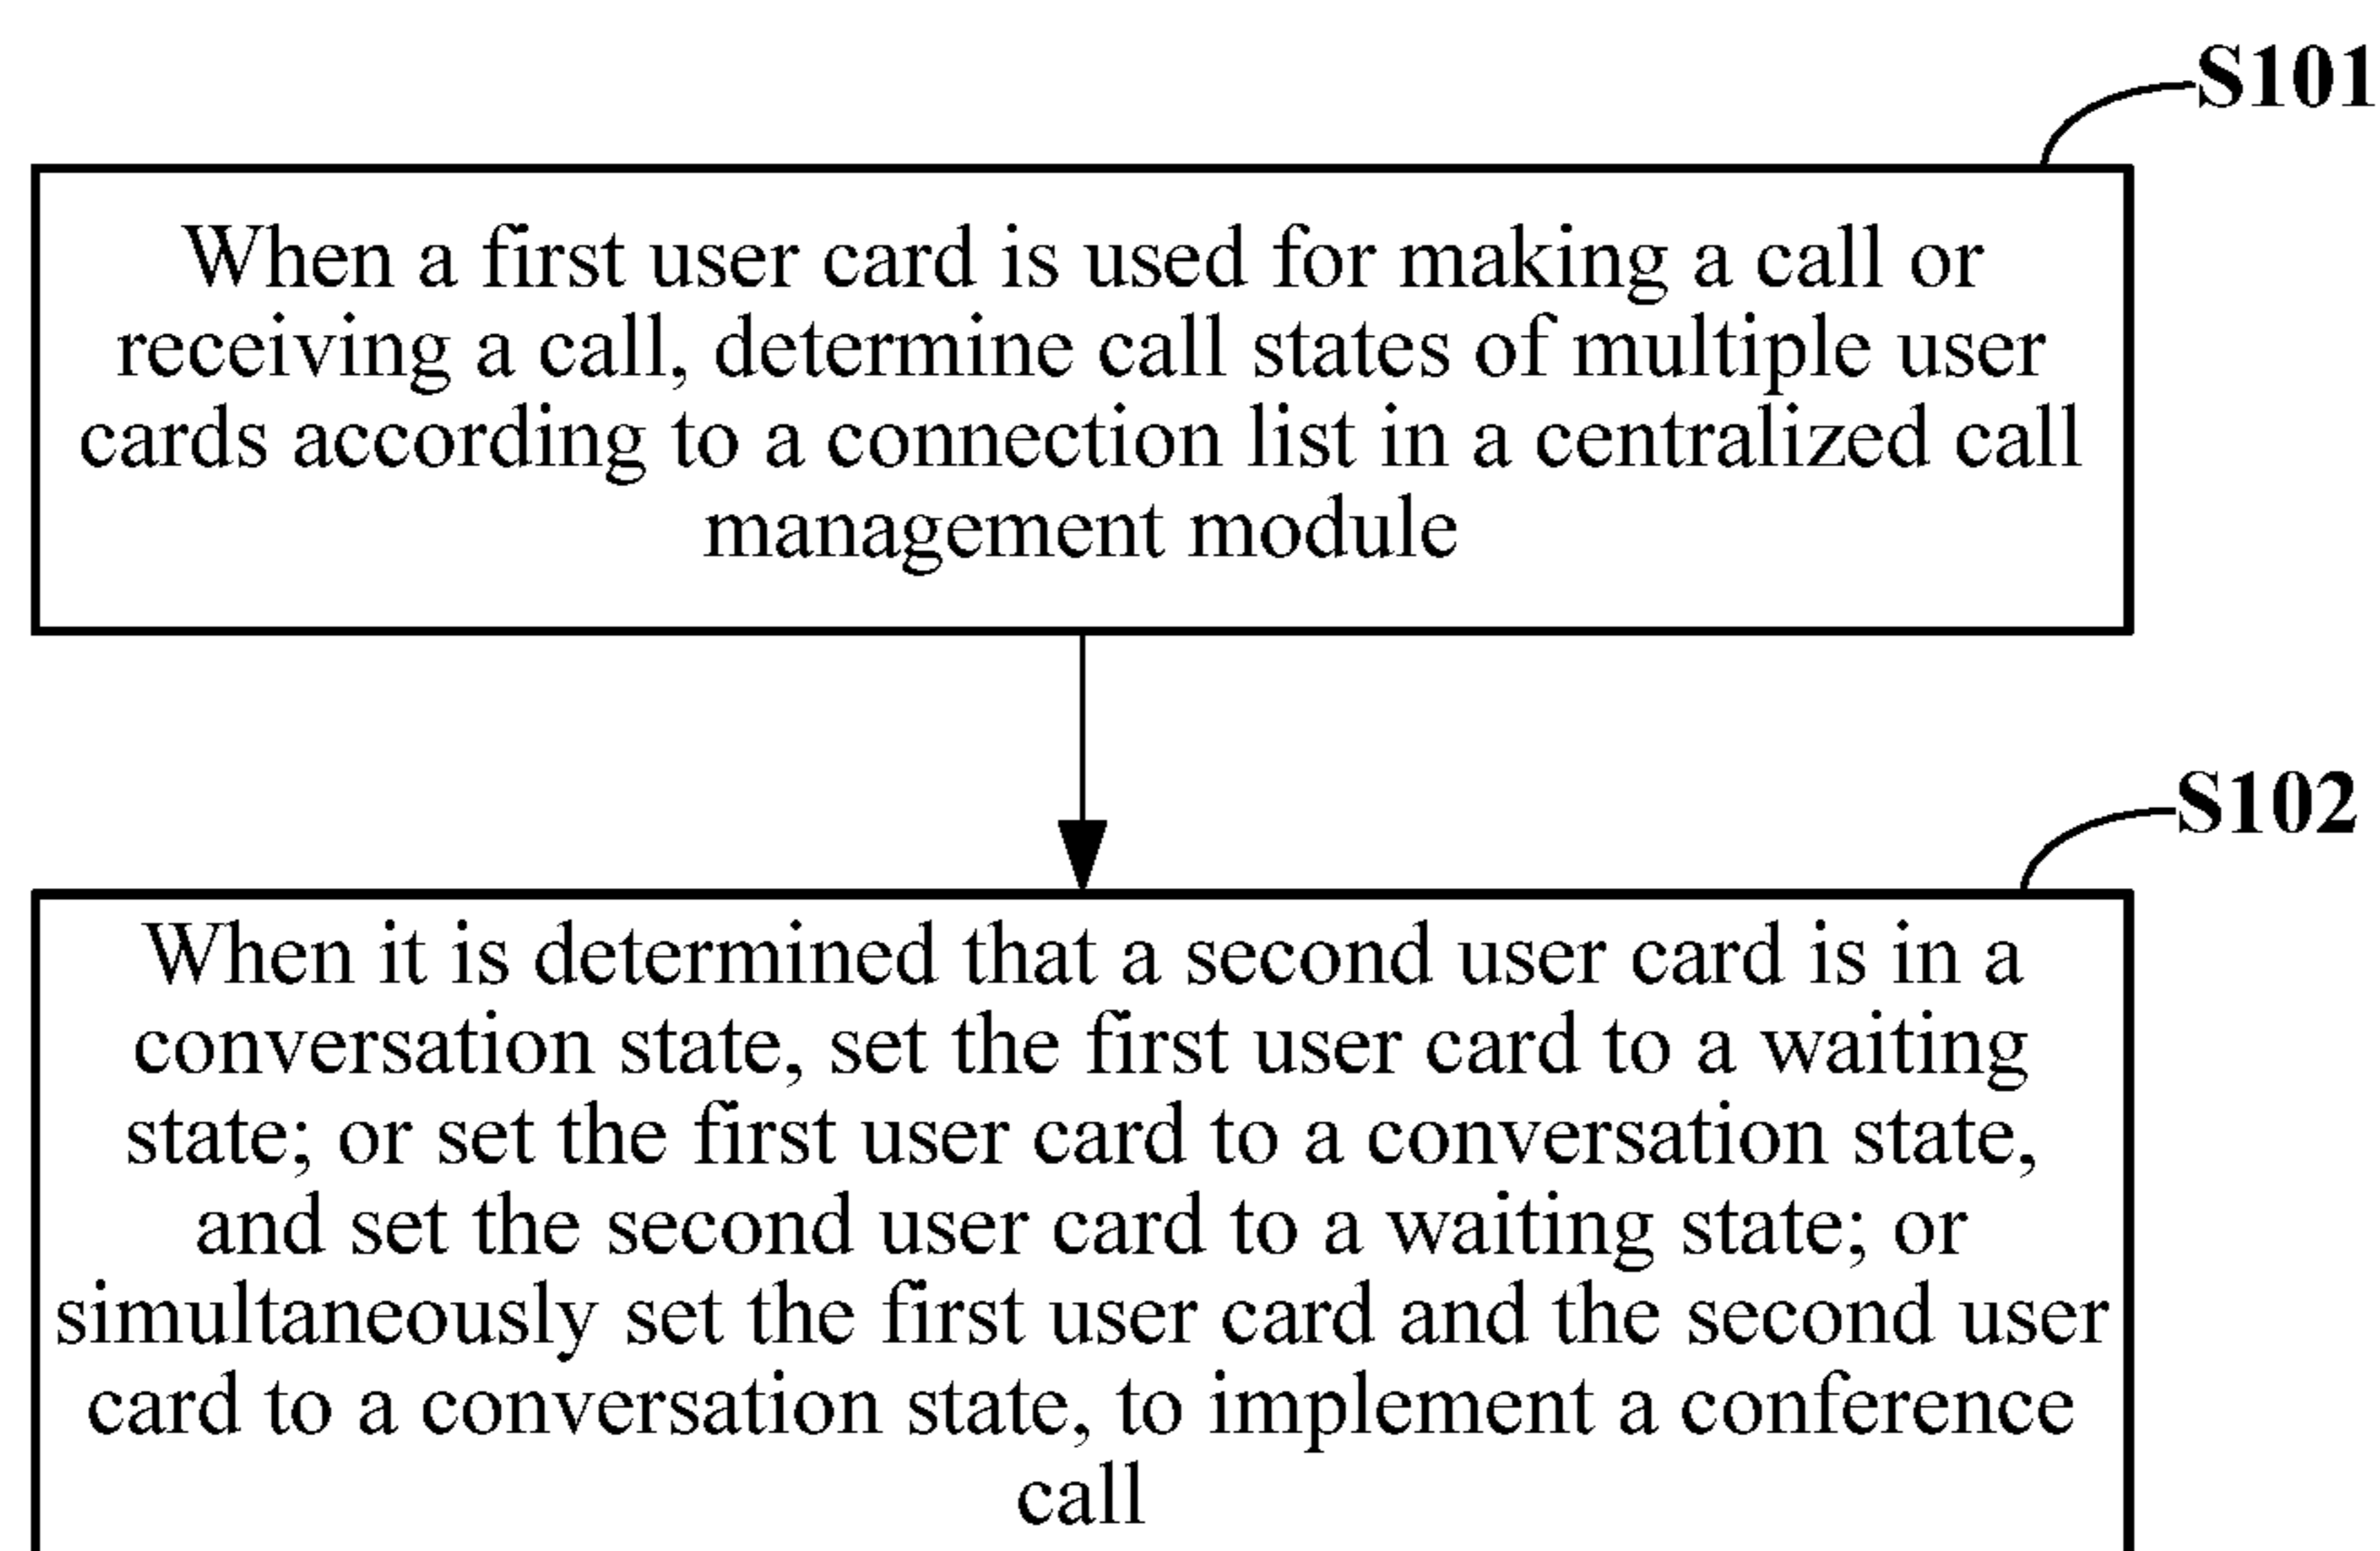 S101
When a first user card is used for making a call or
receiving a call, determine call states of multiple user
cards according to a connection list in a centralized call
management module
S102
When it is determined that a second user card is in a
conversation state, set the first user card to a waiting
state; or set the first user card to a conversation state,
and set the second user card to a waiting state; or
simultaneously set the first user card and the second user
card to a conversation state, to implement a conference
call